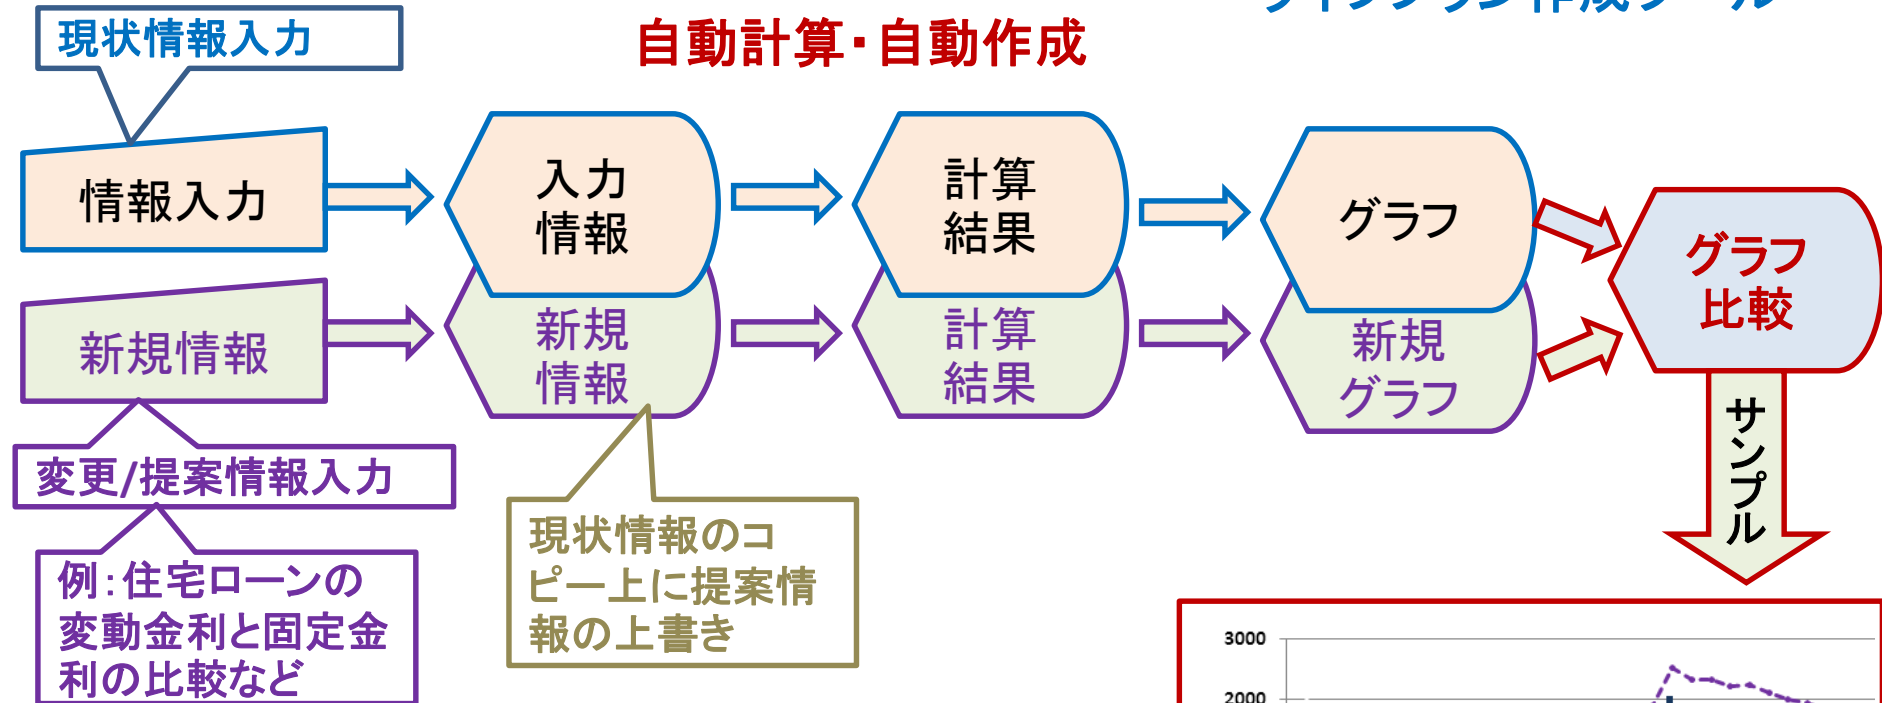 現状情報入力
自動計算・自動作成
情報入力
入力
情報
計算
結果
グラフ
グラフ
比較
新規情報
新規
情報
計算
結果
新規
グラフ
サンプル
変更/提案情報入力
現状情報のコ
ピー上に提案情
報の上書き
例：住宅ローンの
変動金利と固定金
利の比較など
3000
2000